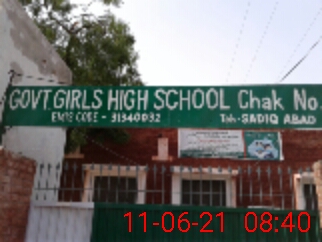 GOVT. GIRLS HIGH SCHOOL Chak No.
EMIS CODE - 31340032 Teh- SADIQ ABAD
11-06-21 08:40